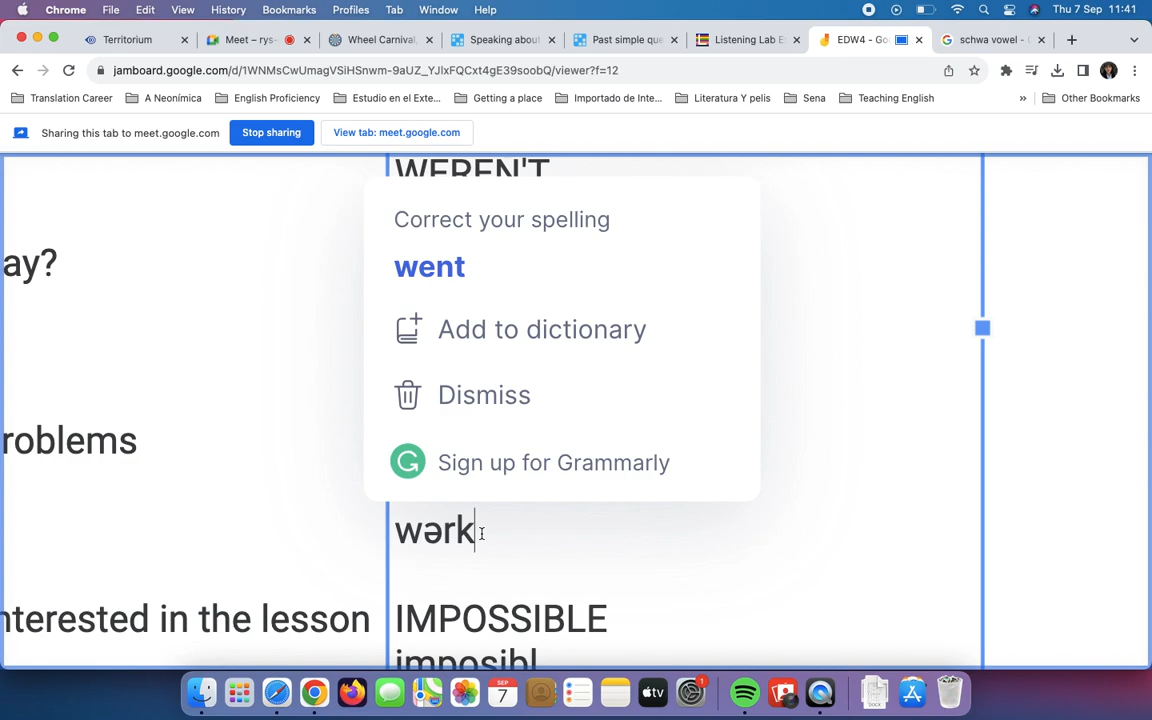 Chrome File Edit View History Bookmarks Profiles Tab Window Help Thu 7 Sep 11:41
Territorium Meet – rys- Wheel Carnival Speaking about Past simple que Listening Lab E EDW4 - Go schwa vowel -
jamboard.google.com/d/1WNMsCwUmagVSiHSnwm-9aUZ_YJlxFQCxt4gE39soobQ/viewer?f=12
Translation Career A Neonímica English Proficiency Estudio en el Exte... Getting a place Importado de Inte... Literatura Y pelis Sena Teaching English » Other Bookmarks
Sharing this tab to meet.google.com Stop sharing View tab: meet.google.com
WEREN'T
Correct your spelling
went
ay?
Add to dictionary
Dismiss
roblems
Sign up for Grammarly
wərk
nterested in the lesson IMPOSSIBLE
imposibl
SEP
7
tv
1
DOCX